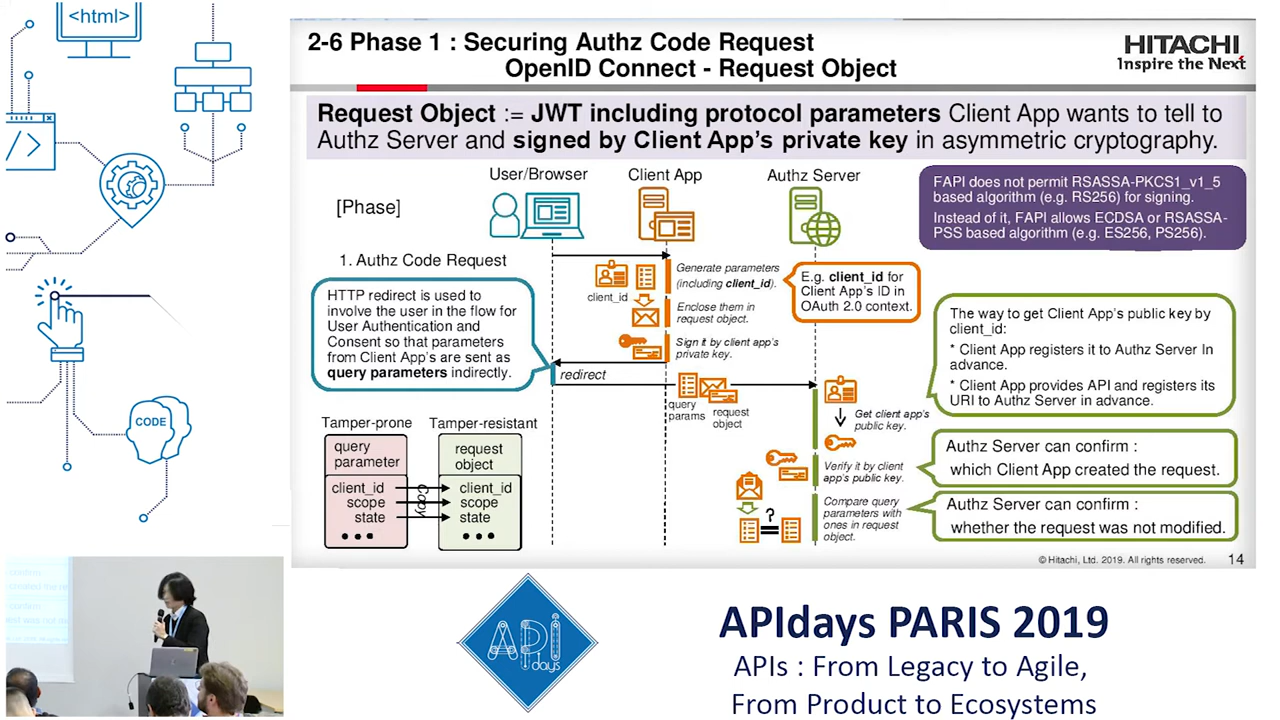 <html>
</>
CODE
2-6 Phase 1 : Securing Authz Code Request
OpenID Connect - Request Object
HITACHI
Inspire the Next
Request Object := JWT including protocol parameters Client App wants to tell to
Authz Server and signed by Client App's private key in asymmetric cryptography.
User/Browser
Client App
Authz Server
[Phase]
FAPI does not permit RSASSA-PKCS1_v1_5
based algorithm (e.g. RS256) for signing.
Instead of it, FAPI allows ECDSA or RSASSA-
PSS based algorithm (e.g. ES256, PS256).
1. Authz Code Request
HTTP redirect is used to
involve the user in the flow for
User Authentication and
Consent so that parameters
from Client App's are sent as
query parameters indirectly.
client_id
Generate parameters
(including client_id).
Enclose them in
request object.
Sign it by client app's
private key.
E.g. client_id for
Client App's ID in
OAuth 2.0 context.
The way to get Client App's public key by
client_id:
* Client App registers it to Authz Server In
advance.
* Client App provides API and registers its
URI to Authz Server in advance.
redirect
query
params
request
object
Get client app's
public key.
Verify it by client
app's public key.
Compare query
parameters with
ones in request
object.
?
=
Authz Server can confirm :
which Client App created the request.
Authz Server can confirm :
whether the request was not modified.
Tamper-prone
Tamper-resistant
query
parameter
request
object
client_id
scope
state
•••
Copy
client_id
scope
state
•••
© Hitachi, Ltd. 2019. All rights reserved.
14
API
days
APIdays PARIS 2019
APIs : From Legacy to Agile,
From Product to Ecosystems